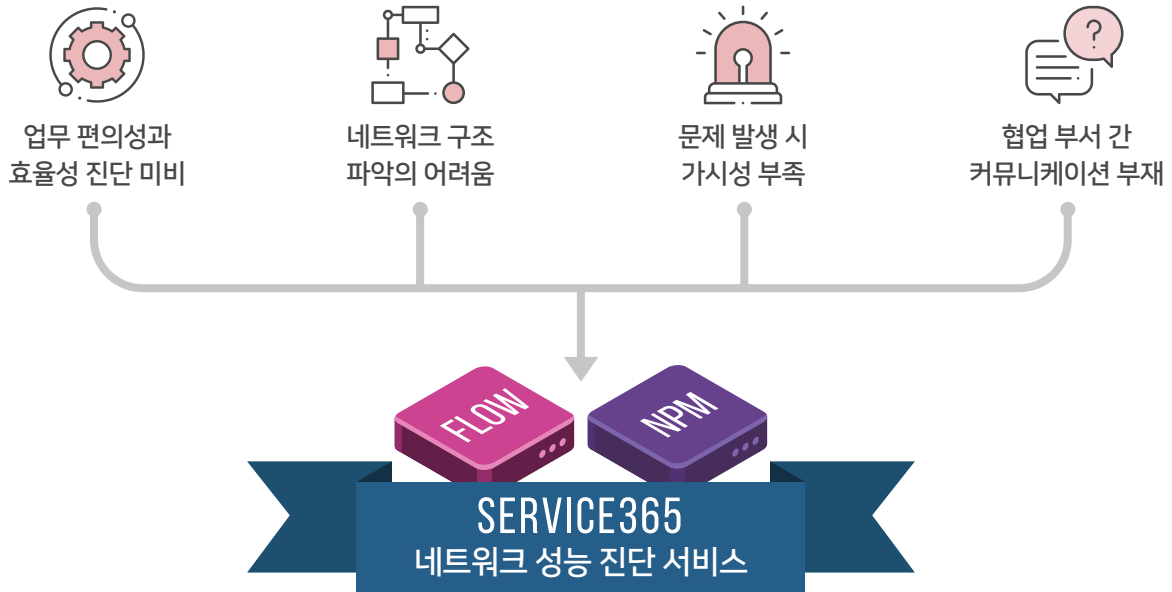 업무 편의성과
효율성 진단 미비
네트워크 구조
파악의 어려움
문제 발생 시
가시성 부족
?
협업 부서 간
커뮤니케이션 부재
FLOW
NPM
SERVICE365
네트워크 성능 진단 서비스